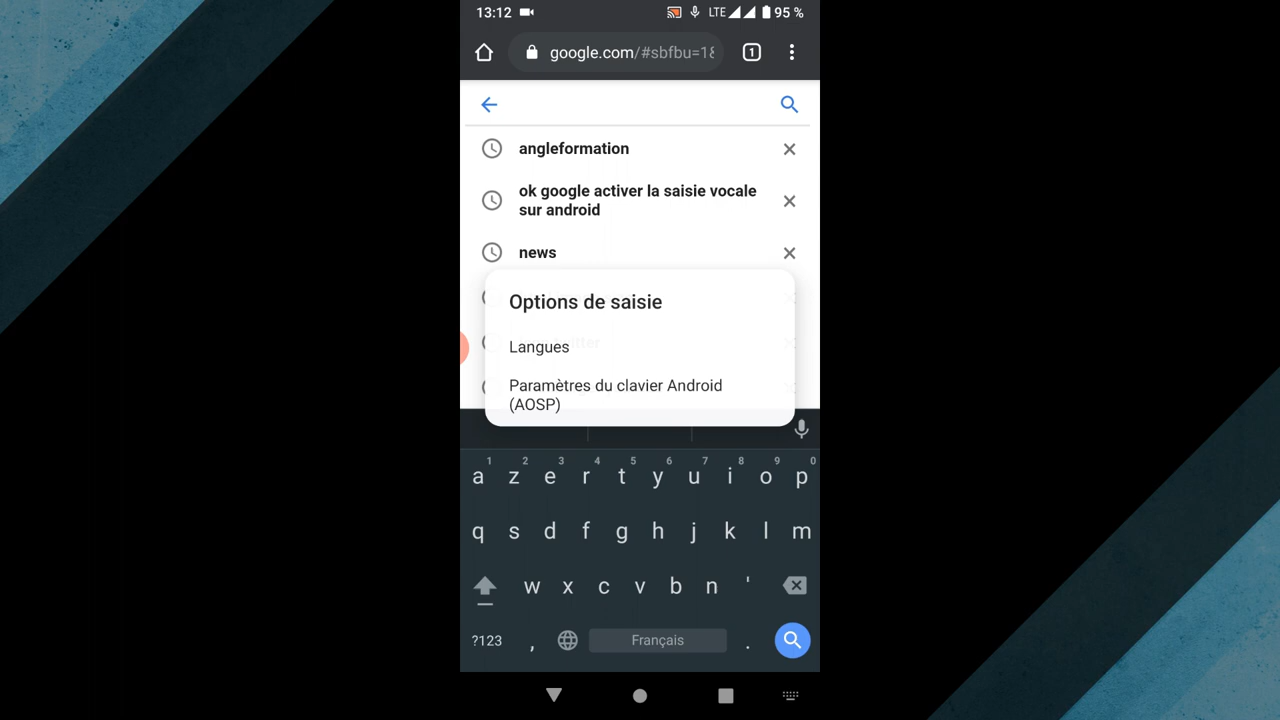 13:12 LTE 95 %
google.com/#sbfbu=1
1
angleformation
ok google activer la saisie vocale
sur android
news
Options de saisie
Langues
Paramètres du clavier Android
(AOSP)
1 2 3 4 5 6 7 8 9 0
a z e r t y u i o p
q s d f g h j k l m
w x c v b n '
?123 , Français .